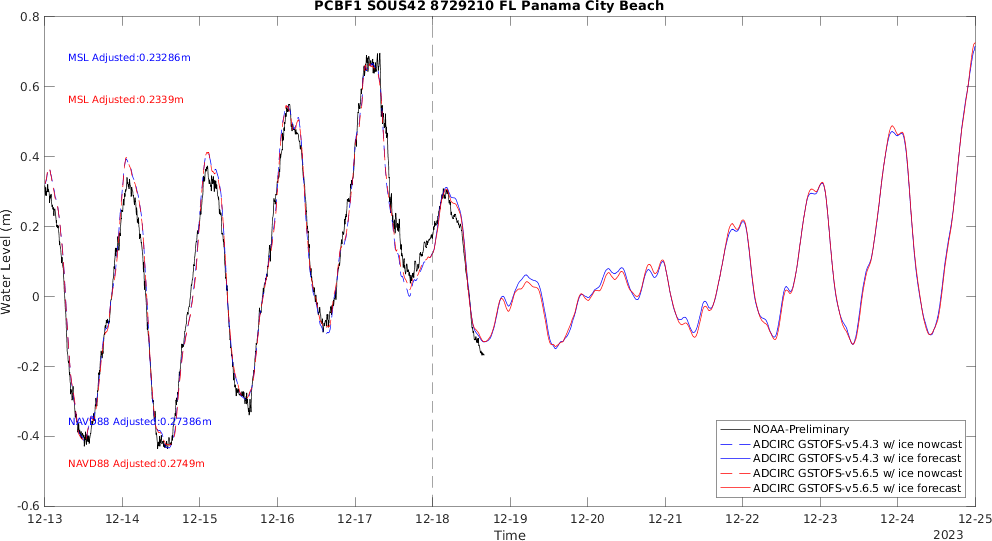 PCBF1 SOUS42 8729210 FL Panama City Beach
0.8
0.6
0.4
0.2
0
-0.2
-0.4
-0.6
Water Level (m)
MSL Adjusted:0.23286m
MSL Adjusted:0.2339m
NAVD88 Adjusted:0.27386m
NAVD88 Adjusted:0.2749m
NOAA-Preliminary
ADCIRC GSTOFS-v5.4.3 w/ ice nowcast
ADCIRC GSTOFS-v5.4.3 w/ ice forecast
ADCIRC GSTOFS-v5.6.5 w/ ice nowcast
ADCIRC GSTOFS-v5.6.5 w/ ice forecast
12-13 12-14 12-15 12-16 12-17 12-18 12-19 12-20 12-21 12-22 12-23 12-24 12-25
Time
2023